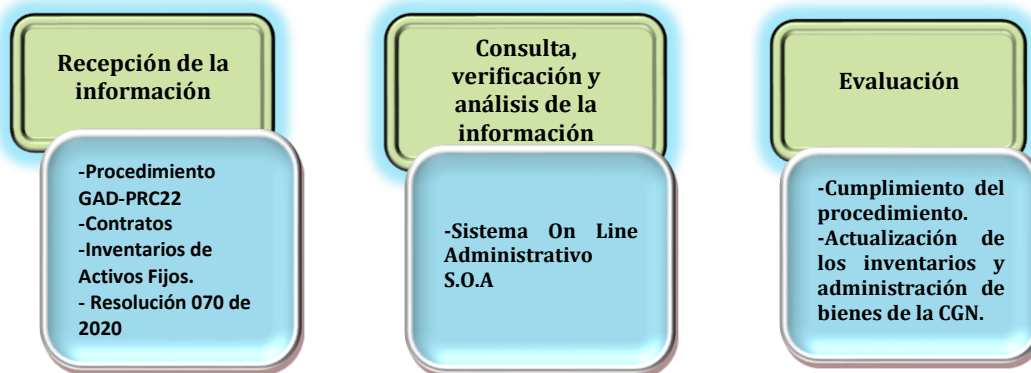 Recepción de la
información
-Procedimiento
GAD-PRC22
-Contratos
-Inventarios de
Activos Fijos.
- Resolución 070 de
2020
Consulta,
verificación y
análisis de la
información
-Sistema On Line
Administrativo
S.O.A
Evaluación
-Cumplimiento del
procedimiento.
-Actualización de
los inventarios y
administración de
bienes de la CGN.